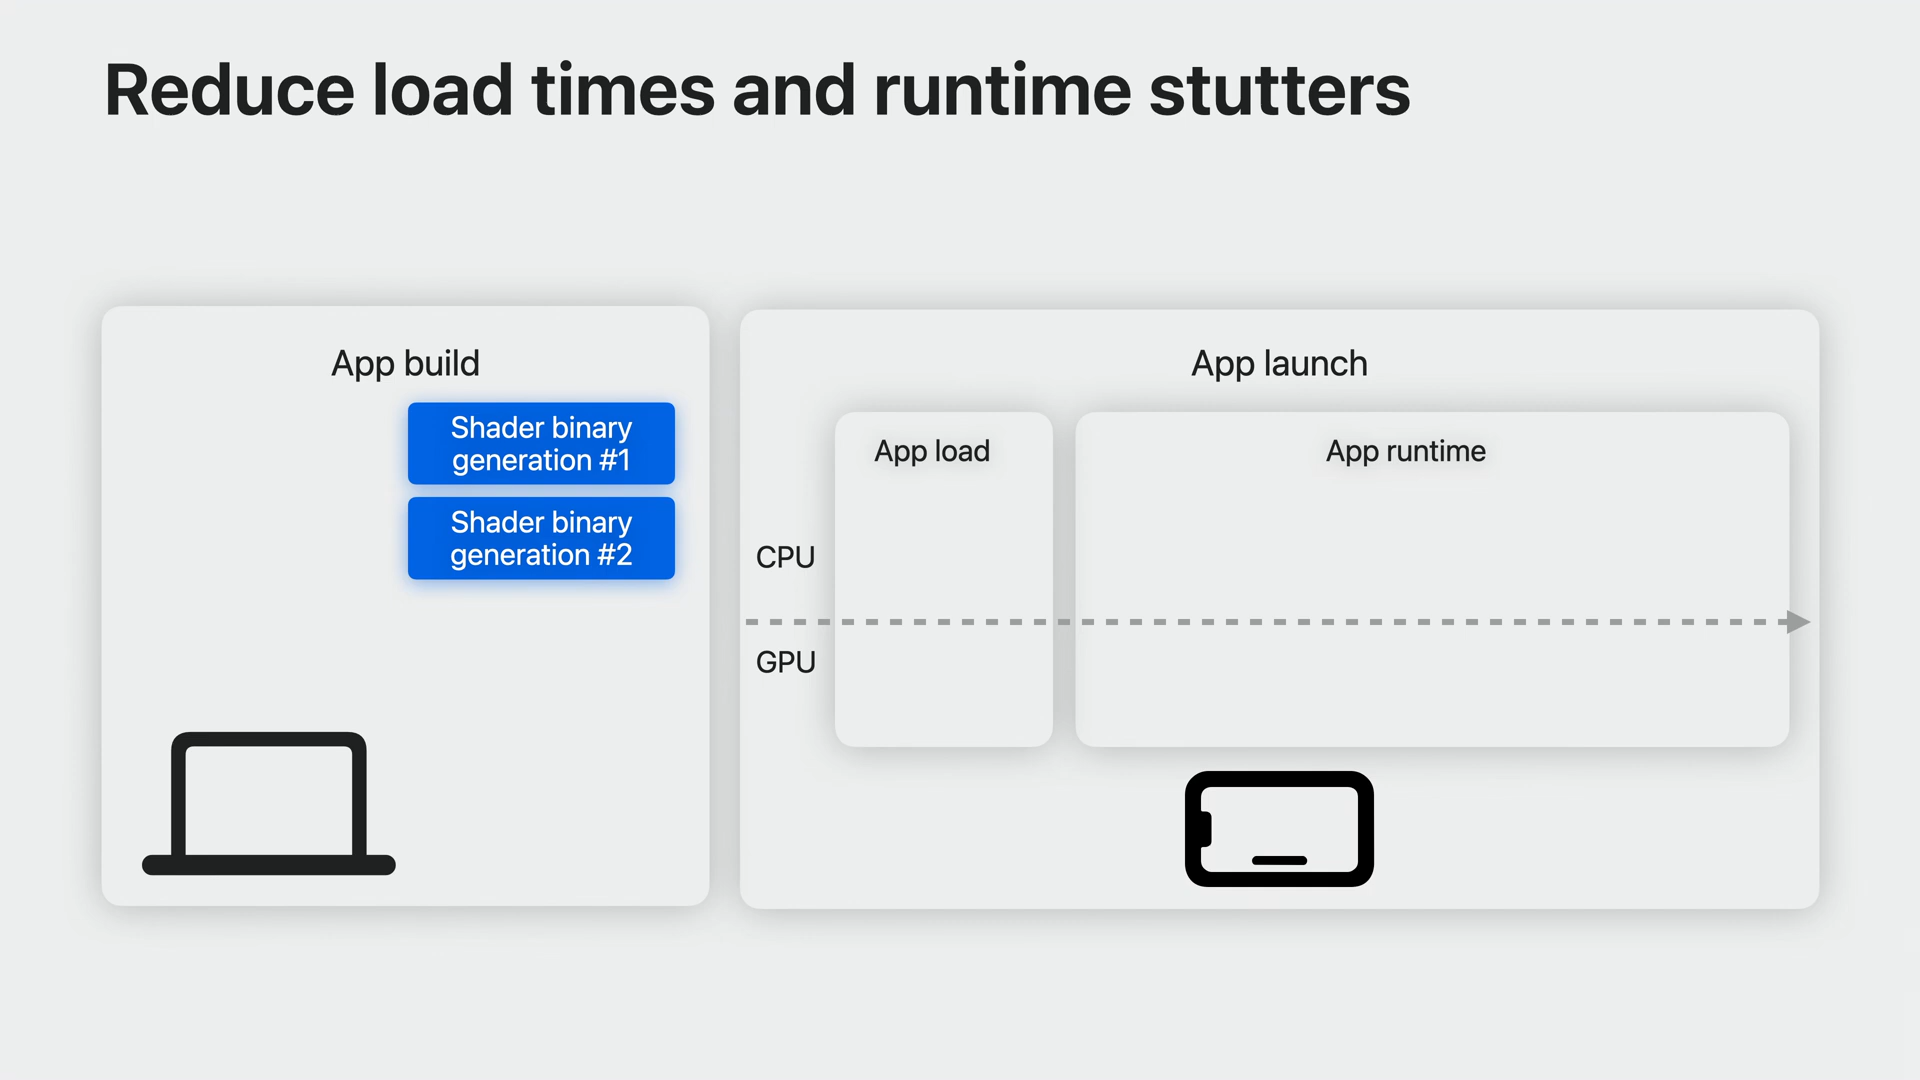 Reduce load times and runtime stutters
App build
Shader binary
generation #1
Shader binary
generation #2
App launch
App load
App runtime
CPU
GPU